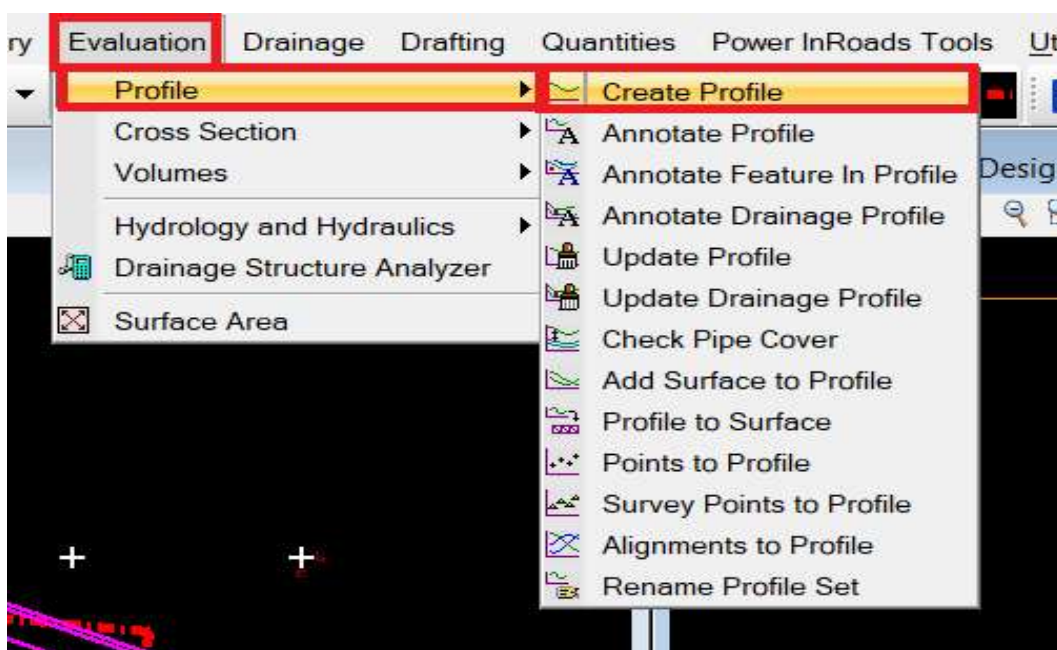 ry Evaluation Drainage Drafting Quantities Power InRoads Tools Ut
Profile
Cross Section
Volumes
Hydrology and Hydraulics
Drainage Structure Analyzer
Surface Area
Create Profile
Annotate Profile
Annotate Feature In Profile
Annotate Drainage Profile
Update Profile
Update Drainage Profile
Check Pipe Cover
Add Surface to Profile
Profile to Surface
Points to Profile
Survey Points to Profile
Alignments to Profile
Rename Profile Set
Desig